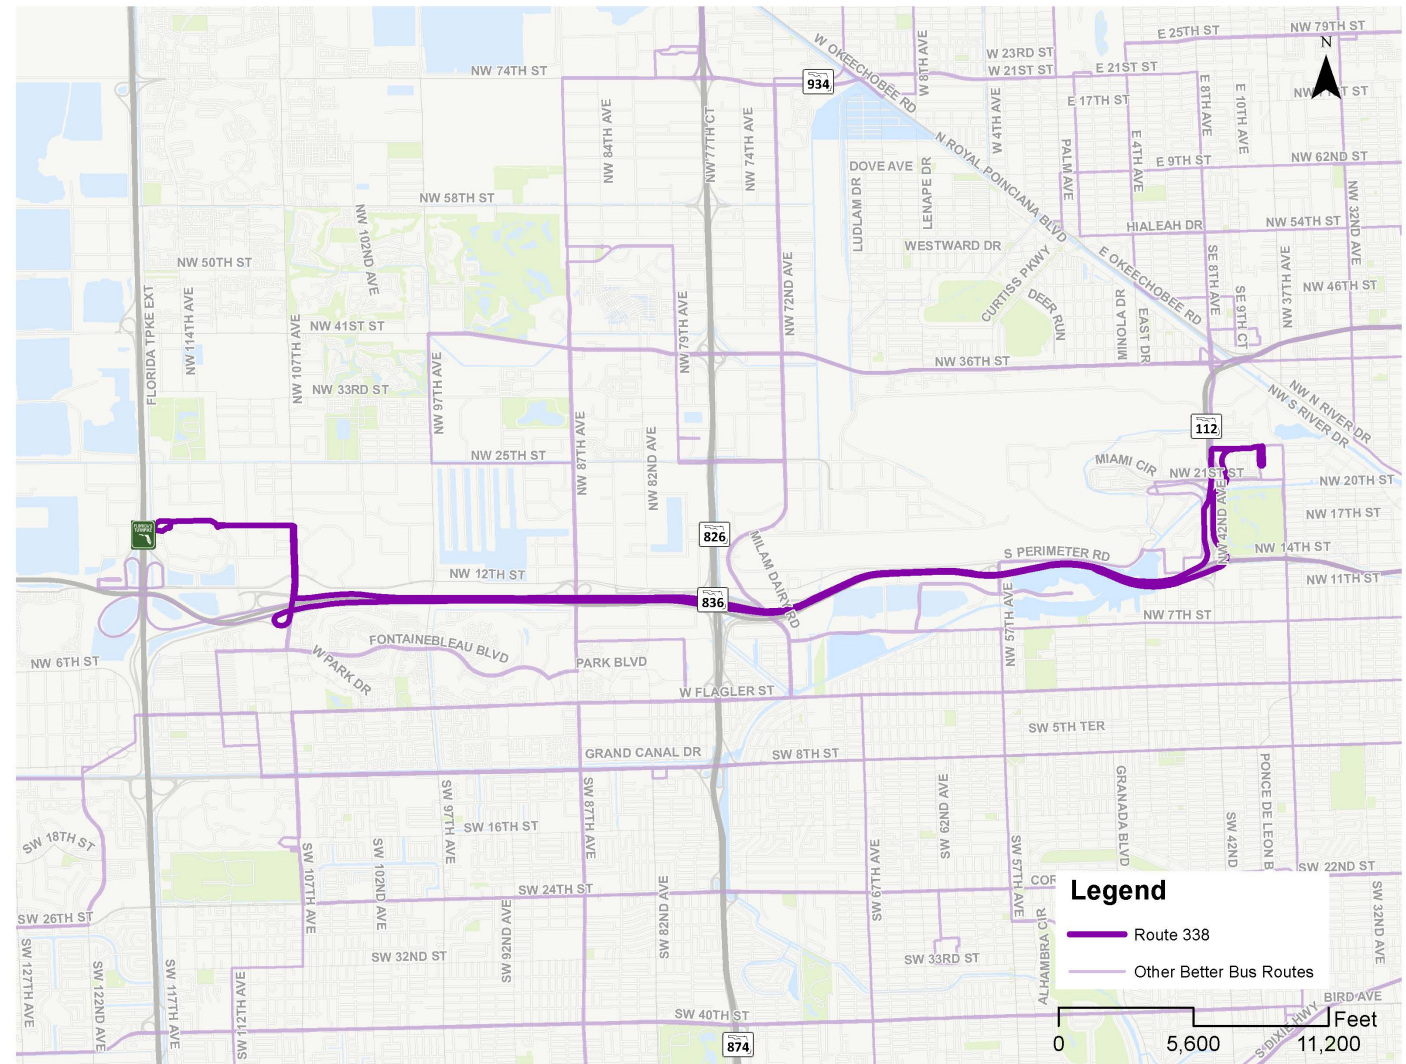 E 25TH ST
NW 79TH ST
N
W OKEECHOBEE RD
W 8TH AVE
W 23RD ST
W 21ST ST
E 21ST ST
NW 74TH ST
934
E 8TH AVE
E 10TH AVE
E 17TH ST
NW 84TH AVE
NW 77TH CT
NW 74TH AVE
W 4TH AVE
N ROYAL POINCIANA BLVD
PALM AVE
E 4TH AVE
E 9TH ST
NW 62ND ST
DOVE AVE
LUDLAM DR
LENAPE DR
NW 58TH ST
NW 32ND AVE
NW 102ND AVE
HIALEAH DR
NW 54TH ST
WESTWARD DR
NW 50TH ST
E OKEECHOBEE RD
CURTISS PKWY
DEER RUN
SE 8TH AVE
SE 9TH CT
NW 37TH AVE
NW 46TH ST
FLORIDA TPKE EXT
NW 114TH AVE
NW 107TH AVE
NW 41ST ST
NW 79TH AVE
NW 72ND AVE
MINOLA DR
EAST DR
NW 97TH AVE
NW 36TH ST
NW 33RD ST
NW N RIVER DR
NW S RIVER DR
NW 87TH AVE
NW 82ND AVE
112
NW 25TH ST
MIAMI CIR
NW 21ST ST
NW 20TH ST
NW 42ND AVE
NW 17TH ST
826
MILAM DAIRY RD
S PERIMETER RD
NW 14TH ST
NW 12TH ST
NW 11TH ST
836
NW 57TH AVE
NW 7TH ST
NW 6TH ST
FONTAINEBLEAU BLVD
W PARK DR
PARK BLVD
W FLAGLER ST
SW 5TH TER
GRAND CANAL DR
SW 8TH ST
SW 97TH AVE
SW 87TH AVE
SW 62ND AVE
GRANADA BLVD
PONCE DE LEON B
SW 42ND
SW 18TH ST
SW 16TH ST
SW 107TH AVE
SW 102ND AVE
SW 67TH AVE
SW 57TH AVE
SW 22ND ST
COR
SW 24TH ST
SW 26TH ST
SW 92ND AVE
SW 82ND AVE
ALHAMBRA CIR
SW 32ND AVE
SW 127TH AVE
SW 122ND AVE
SW 117TH AVE
SW 112TH AVE
SW 32ND ST
SW 33RD ST
SW 40TH ST
874
BIRD AVE
S DIXIE HWY
Legend
Route 338
Other Better Bus Routes
Feet
0 5,600 11,200